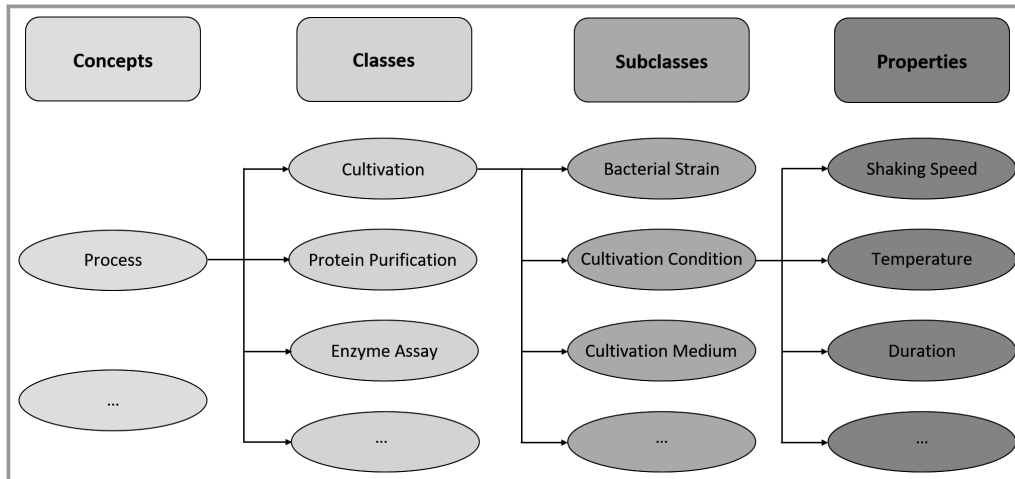 Concepts
Classes
Subclasses
Properties
Cultivation
Bacterial Strain
Shaking Speed
Process
Protein Purification
Cultivation Condition
Temperature
Enzyme Assay
Cultivation Medium
Duration
...
...
...
...